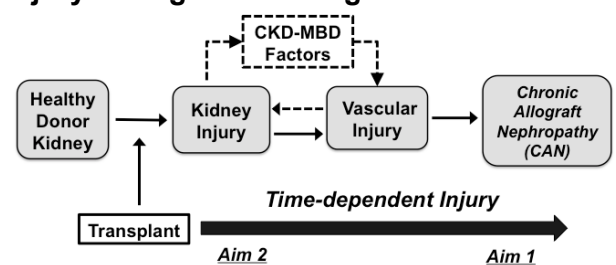 CKD-MBD
Factors
Healthy
Donor
Kidney
Kidney
Injury
Vascular
Injury
Chronic
Allograft
Nephropathy
(CAN)
Time-dependent Injury
Transplant
Aim 2
Aim 1